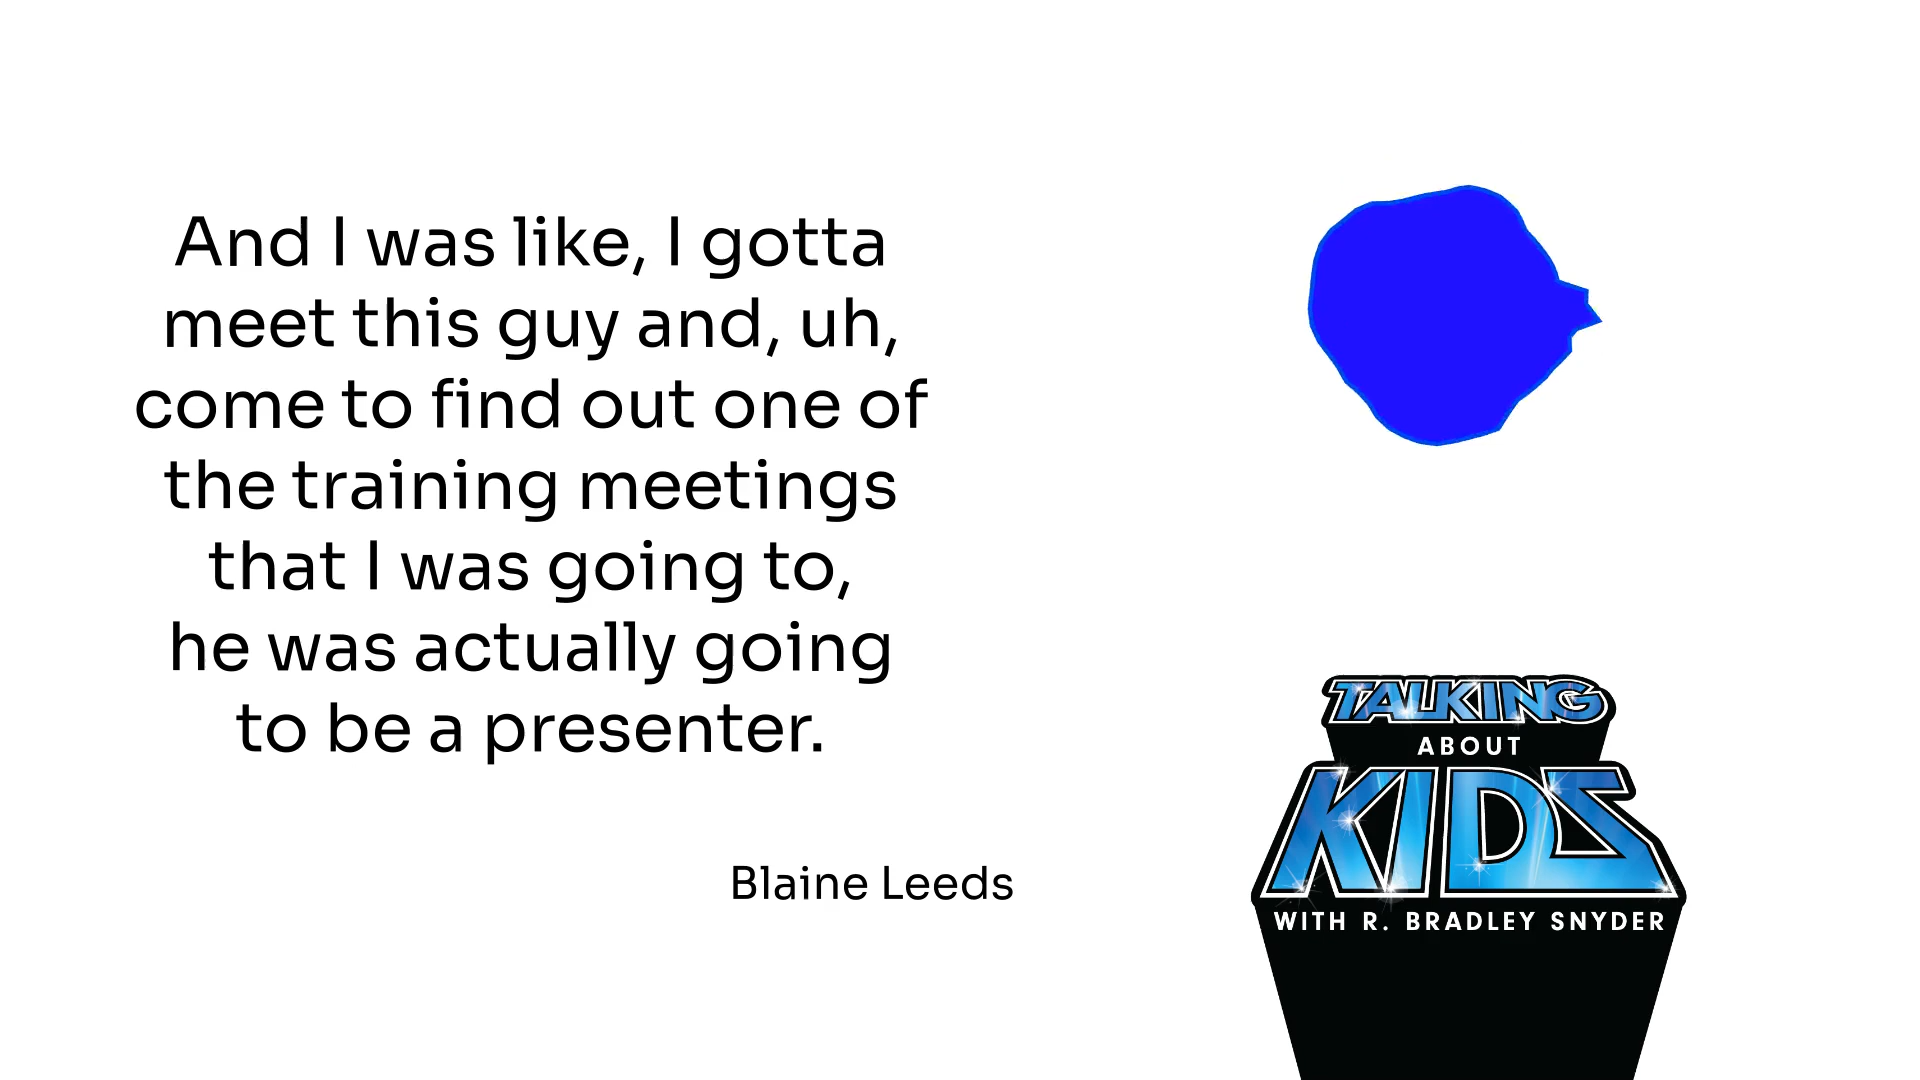 And I was like, I gotta
meet this guy and, uh,
come to find out one of
the training meetings
that I was going to,
he was actually going
to be a presenter.
Blaine Leeds
TALKING
ABOUT
KIDS
WITH R. BRADLEY SNYDER